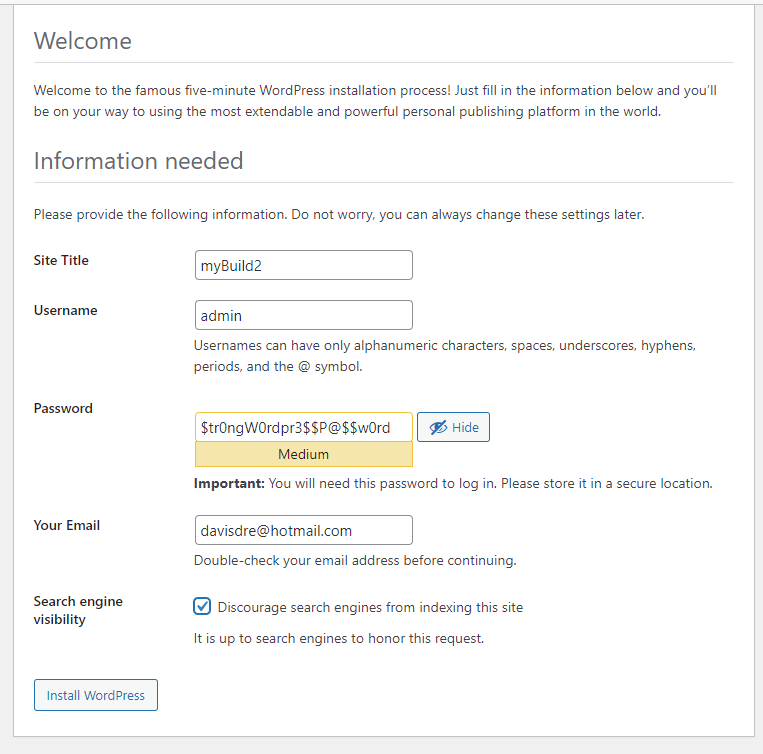 Welcome
Welcome to the famous five-minute WordPress installation process! Just fill in the information below and you’ll
be on your way to using the most extendable and powerful personal publishing platform in the world.
Information needed
Please provide the following information. Do not worry, you can always change these settings later.
Site Title
myBuild2
Username
admin
Usernames can have only alphanumeric characters, spaces, underscores, hyphens,
periods, and the @ symbol.
Password
$tr0ngW0rdpr3$$P@$$w0rd
Hide
Medium
Important: You will need this password to log in. Please store it in a secure location.
Your Email
davisdre@hotmail.com
Double-check your email address before continuing.
Search engine
visibility
Discourage search engines from indexing this site
It is up to search engines to honor this request.
Install WordPress